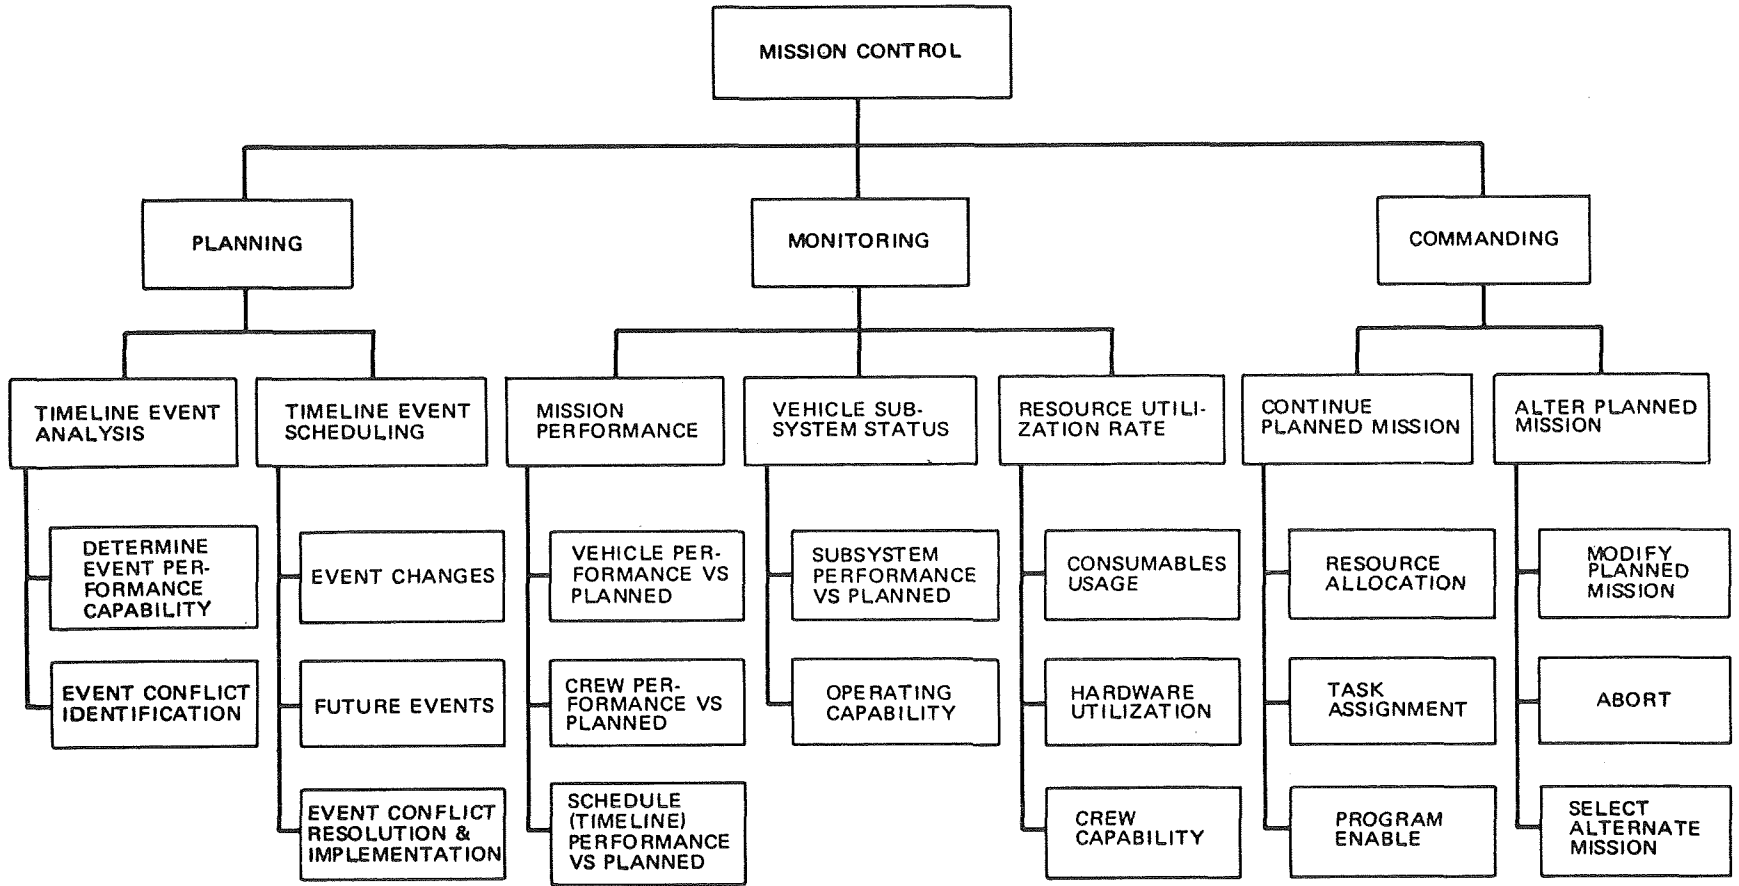 MISSION CONTROL
PLANNING
MONITORING
COMMANDING
TIMELINE EVENT
ANALYSIS
TIMELINE EVENT
SCHEDULING
MISSION
PERFORMANCE
VEHICLE SUB-
SYSTEM STATUS
RESOURCE UTILI-
ZATION RATE
CONTINUE
PLANNED MISSION
ALTER PLANNED
MISSION
DETERMINE
EVENT PER-
FORMANCE
CAPABILITY
EVENT CONFLICT
IDENTIFICATION
EVENT CHANGES
FUTURE EVENTS
EVENT CONFLICT
RESOLUTION &
IMPLEMENTATION
VEHICLE PER-
FORMANCE VS
PLANNED
CREW PER-
FORMANCE VS
PLANNED
SCHEDULE
(TIMELINE)
PERFORMANCE
VS PLANNED
SUBSYSTEM
PERFORMANCE
VS PLANNED
OPERATING
CAPABILITY
CONSUMABLES
USAGE
HARDWARE
UTILIZATION
CREW
CAPABILITY
RESOURCE
ALLOCATION
TASK
ASSIGNMENT
PROGRAM
ENABLE
MODIFY
PLANNED
MISSION
ABORT
SELECT
ALTERNATE
MISSION